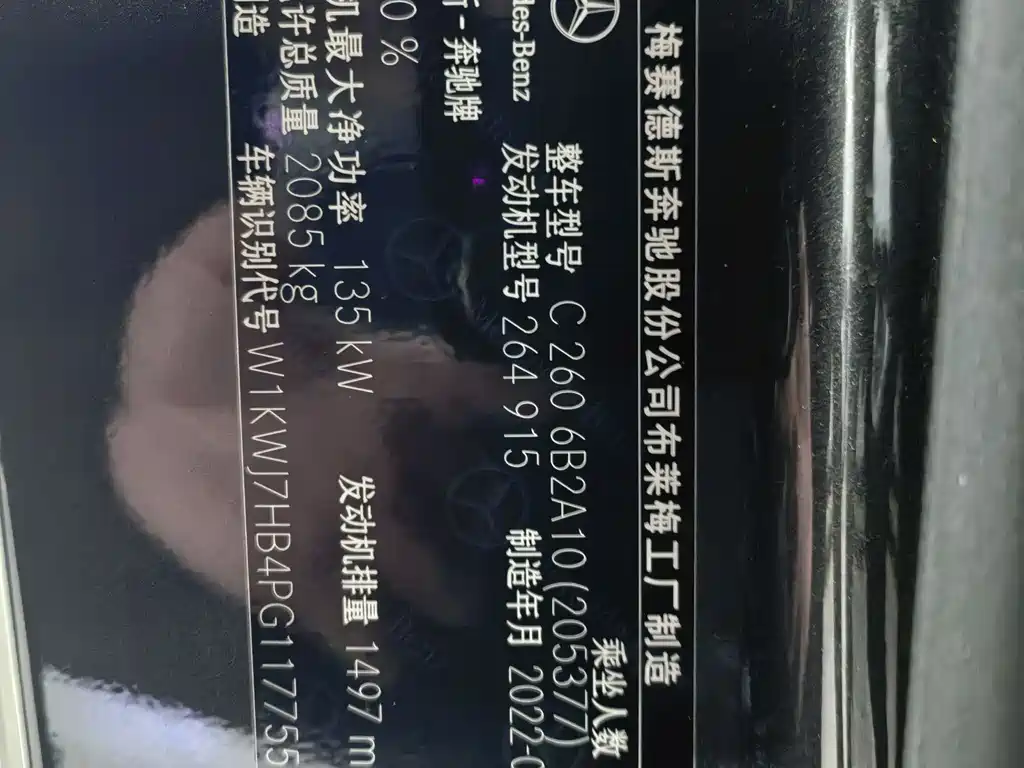 梅赛德斯奔驰股份公司布莱梅工厂制造
乘坐人数
整车型号 C 260 6B2A10 (205377)
des-Benz 发动机型号 264 915 制造年月 2022-0
奔驰牌
0 %
机最大净功率 135 kW 发动机排量 1497 m
许总质量 2085 kg
造 车辆识别代号 W1KWJ7HB4PG117755